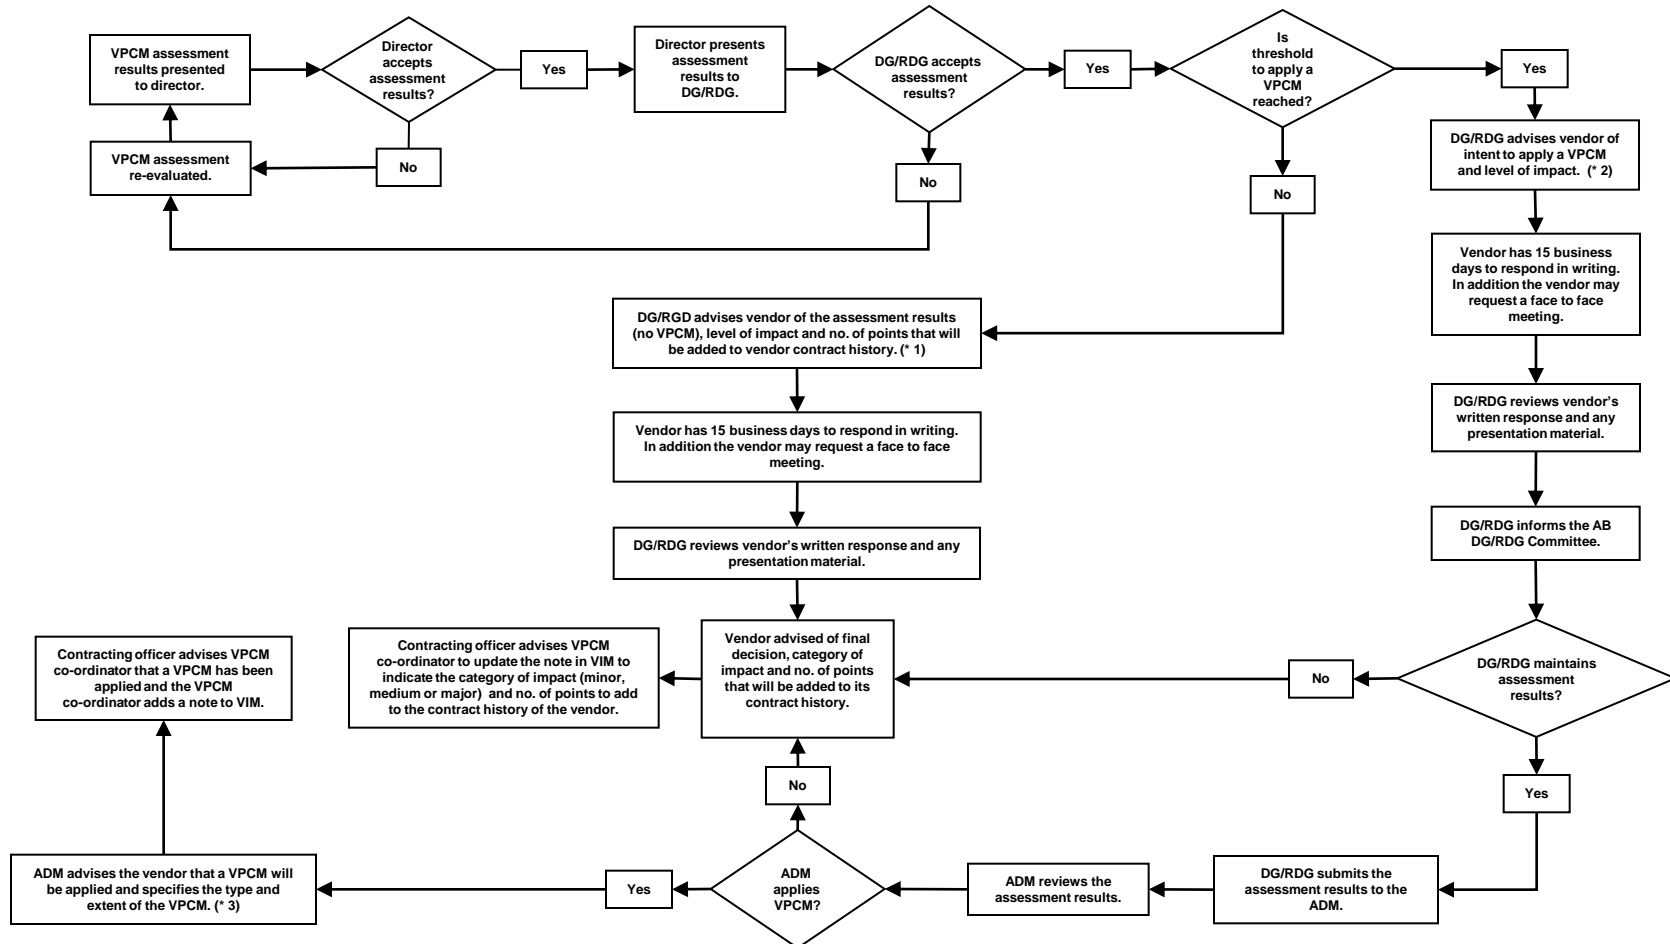 VPCM assessment
results presented
to director.
Director
accepts
assessment
results?
Yes
Director presents
assessment
results to
DG/RDG.
DG/RDG accepts
assessment
results?
Yes
Is
threshold
to apply a
VPCM
reached?
Yes
VPCM assessment
re-evaluated.
No
No
No
DG/RDG advises vendor of
intent to apply a VPCM
and level of impact. (* 2)
Vendor has 15 business
days to respond in writing.
In addition the vendor may
request a face to face
meeting.
DG/RGD advises vendor of the assessment results
(no VPCM), level of impact and no. of points that will
be added to vendor contract history. (* 1)
DG/RDG reviews vendor's
written response and any
presentation material.
Vendor has 15 business days to respond in writing.
In addition the vendor may request a face to face
meeting.
DG/RDG informs the AB
DG/RDG Committee.
DG/RDG reviews vendor's written response and any
presentation material.
Contracting officer advises VPCM
co-ordinator that a VPCM has been
applied and the VPCM
co-ordinator adds a note to VIM.
Contracting officer advises VPCM
co-ordinator to update the note in VIM to
indicate the category of impact (minor,
medium or major) and no. of points to add
to the contract history of the vendor.
Vendor advised of final
decision, category of
impact and no. of points
that will be added to its
contract history.
No
DG/RDG maintains
assessment
results?
No
Yes
ADM advises the vendor that a VPCM will
be applied and specifies the type and
extent of the VPCM. (* 3)
Yes
ADM
applies
VPCM?
ADM reviews the
assessment results.
DG/RDG submits the
assessment results to the
ADM.